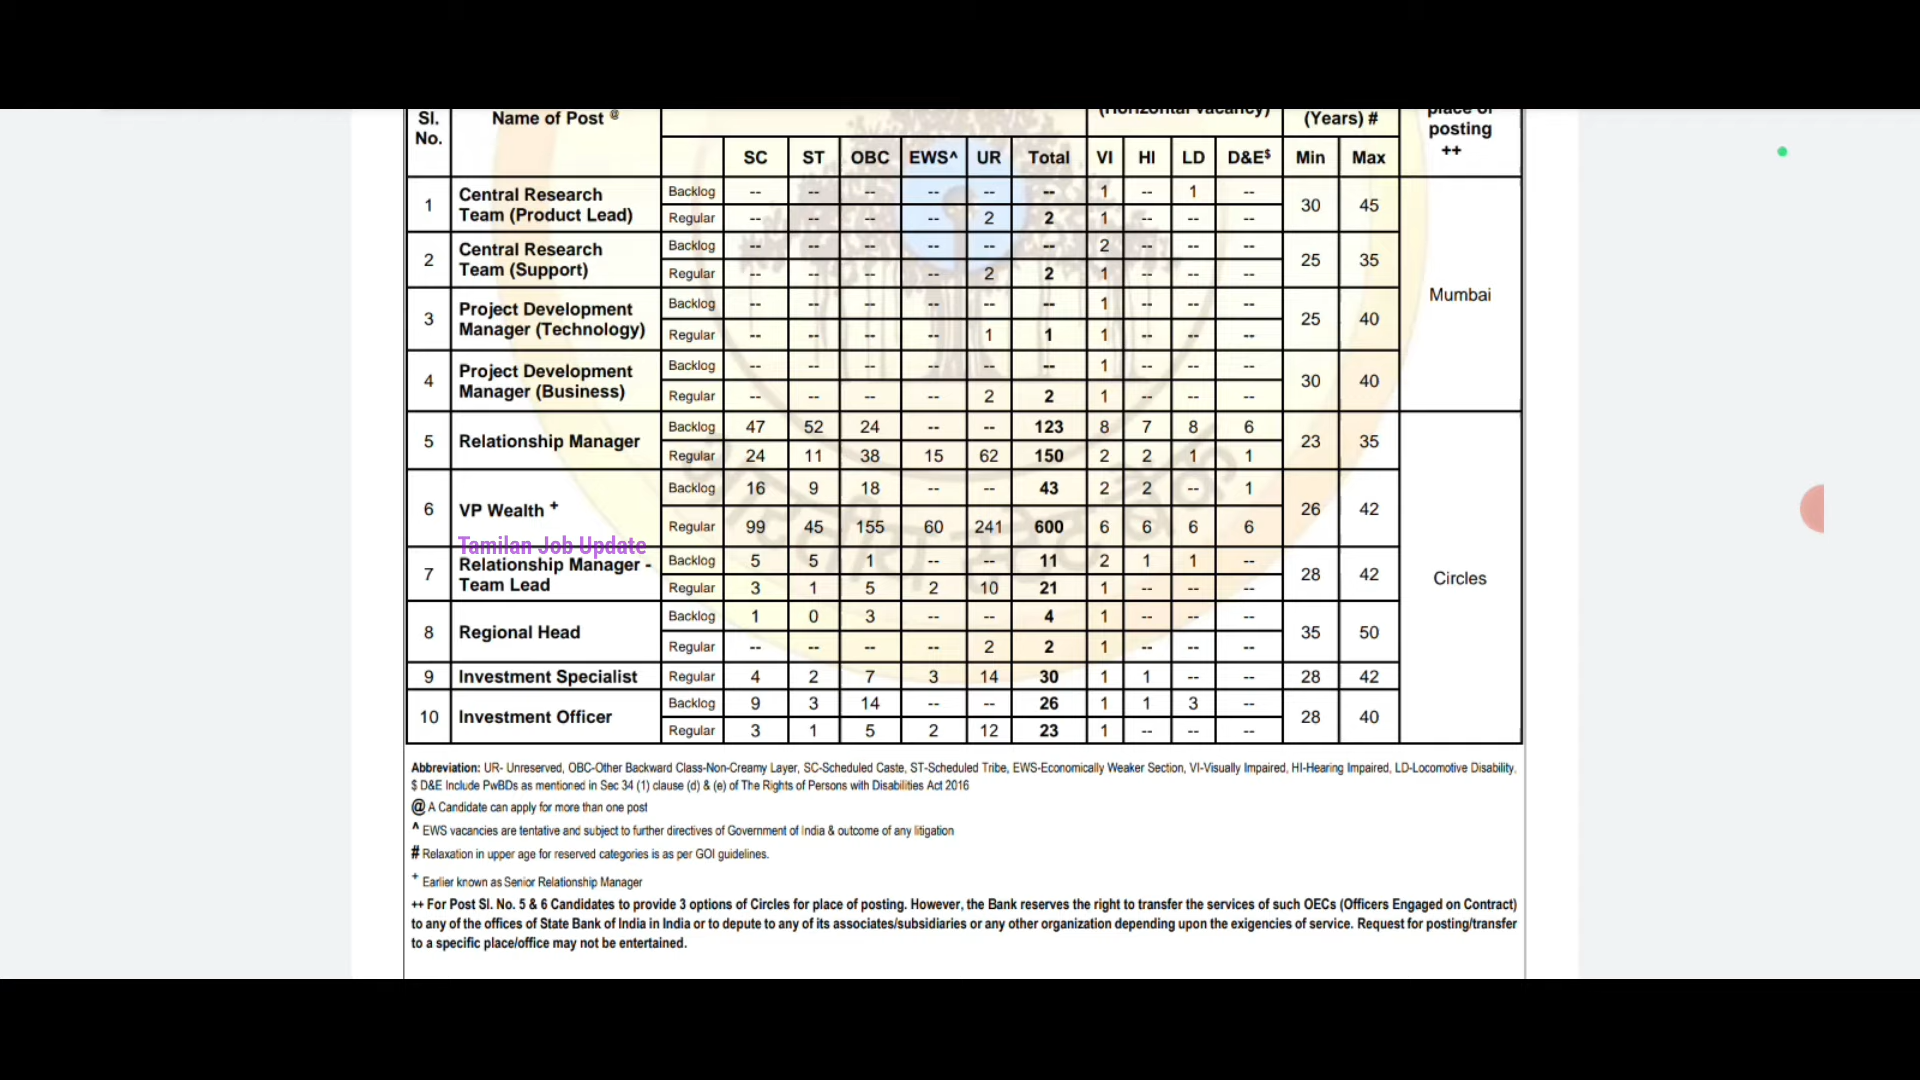 (Horizontal vacancy) place of
Sl. No. Name of Post @ (Years) # posting ++
SC ST OBC EWS^ UR Total VI HI LD D&E$ Min Max
1 Central Research Team (Product Lead) Backlog -- -- -- -- -- -- 1 -- 1 -- 30 45 Mumbai
Regular -- -- -- -- 2 2 1 -- -- --
2 Central Research Team (Support) Backlog -- -- -- -- -- -- 2 -- -- -- 25 35
Regular -- -- -- -- 2 2 1 -- -- --
3 Project Development Manager (Technology) Backlog -- -- -- -- -- -- 1 -- -- -- 25 40
Regular -- -- -- -- 1 1 1 -- -- --
4 Project Development Manager (Business) Backlog -- -- -- -- -- -- 1 -- -- -- 30 40
Regular -- -- -- -- 2 2 1 -- -- --
5 Relationship Manager Backlog 47 52 24 -- -- 123 8 7 8 6 23 35 Circles
Regular 24 11 38 15 62 150 2 2 1 1
6 VP Wealth + Backlog 16 9 18 -- -- 43 2 2 -- 1 26 42
Regular 99 45 155 60 241 600 6 6 6 6
Tamilan Job Update
7 Relationship Manager - Team Lead Backlog 5 5 1 -- -- 11 2 1 1 -- 28 42
Regular 3 1 5 2 10 21 1 -- -- --
8 Regional Head Backlog 1 0 3 -- -- 4 1 -- -- -- 35 50
Regular -- -- -- -- 2 2 1 -- -- --
9 Investment Specialist Regular 4 2 7 3 14 30 1 1 -- -- 28 42
10 Investment Officer Backlog 9 3 14 -- -- 26 1 1 3 -- 28 40
Regular 3 1 5 2 12 23 1 -- -- --
भारतीय स्टेट बैंक
Abbreviation: UR- Unreserved, OBC-Other Backward Class-Non-Creamy Layer, SC-Scheduled Caste, ST-Scheduled Tribe, EWS-Economically Weaker Section, VI-Visually Impaired, HI-Hearing Impaired, LD-Locomotive Disability,
$ D&E Include PwBDs as mentioned in Sec 34 (1) clause (d) & (e) of The Rights of Persons with Disabilities Act 2016
@ A Candidate can apply for more than one post
^ EWS vacancies are tentative and subject to further directives of Government of India & outcome of any litigation
# Relaxation in upper age for reserved categories is as per GOI guidelines.
+ Earlier known as Senior Relationship Manager
++ For Post Sl. No. 5 & 6 Candidates to provide 3 options of Circles for place of posting. However, the Bank reserves the right to transfer the services of such OECs (Officers Engaged on Contract)
to any of the offices of State Bank of India in India or to depute to any of its associates/subsidiaries or any other organization depending upon the exigencies of service. Request for posting/transfer
to a specific place/office may not be entertained.